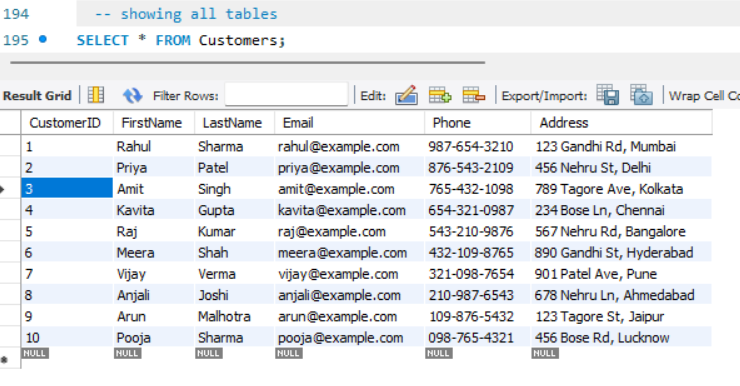 194 -- showing all tables
195 SELECT * FROM Customers;
Result Grid Filter Rows: Edit: Export/Import: Wrap Cell Co
CustomerID FirstName LastName Email Phone Address
1 Rahul Sharma rahul@example.com 987-654-3210 123 Gandhi Rd, Mumbai
2 Priya Patel priya@example.com 876-543-2109 456 Nehru St, Delhi
3 Amit Singh amit@example.com 765-432-1098 789 Tagore Ave, Kolkata
4 Kavita Gupta kavita@example.com 654-321-0987 234 Bose Ln, Chennai
5 Raj Kumar raj@example.com 543-210-9876 567 Nehru Rd, Bangalore
6 Meera Shah meera@example.com 432-109-8765 890 Gandhi St, Hyderabad
7 Vijay Verma vijay@example.com 321-098-7654 901 Patel Ave, Pune
8 Anjali Joshi anjali@example.com 210-987-6543 678 Nehru Ln, Ahmedabad
9 Arun Malhotra arun@example.com 109-876-5432 123 Tagore St, Jaipur
10 Pooja Sharma pooja@example.com 098-765-4321 456 Bose Rd, Lucknow
NULL NULL NULL NULL NULL NULL